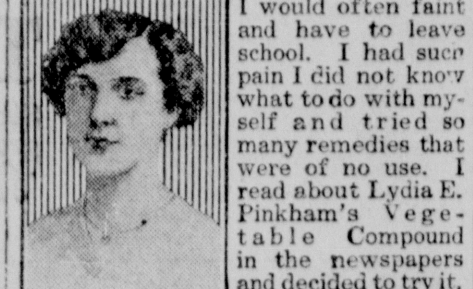 I would often faint
and have to leave
school. I had such
pain I did not know
what to do with my-
self and tried so
many remedies that
were of no use. I
read about Lydia E.
Pinkham's Vege-
table Compound
in the newspapers
and decided to try it.